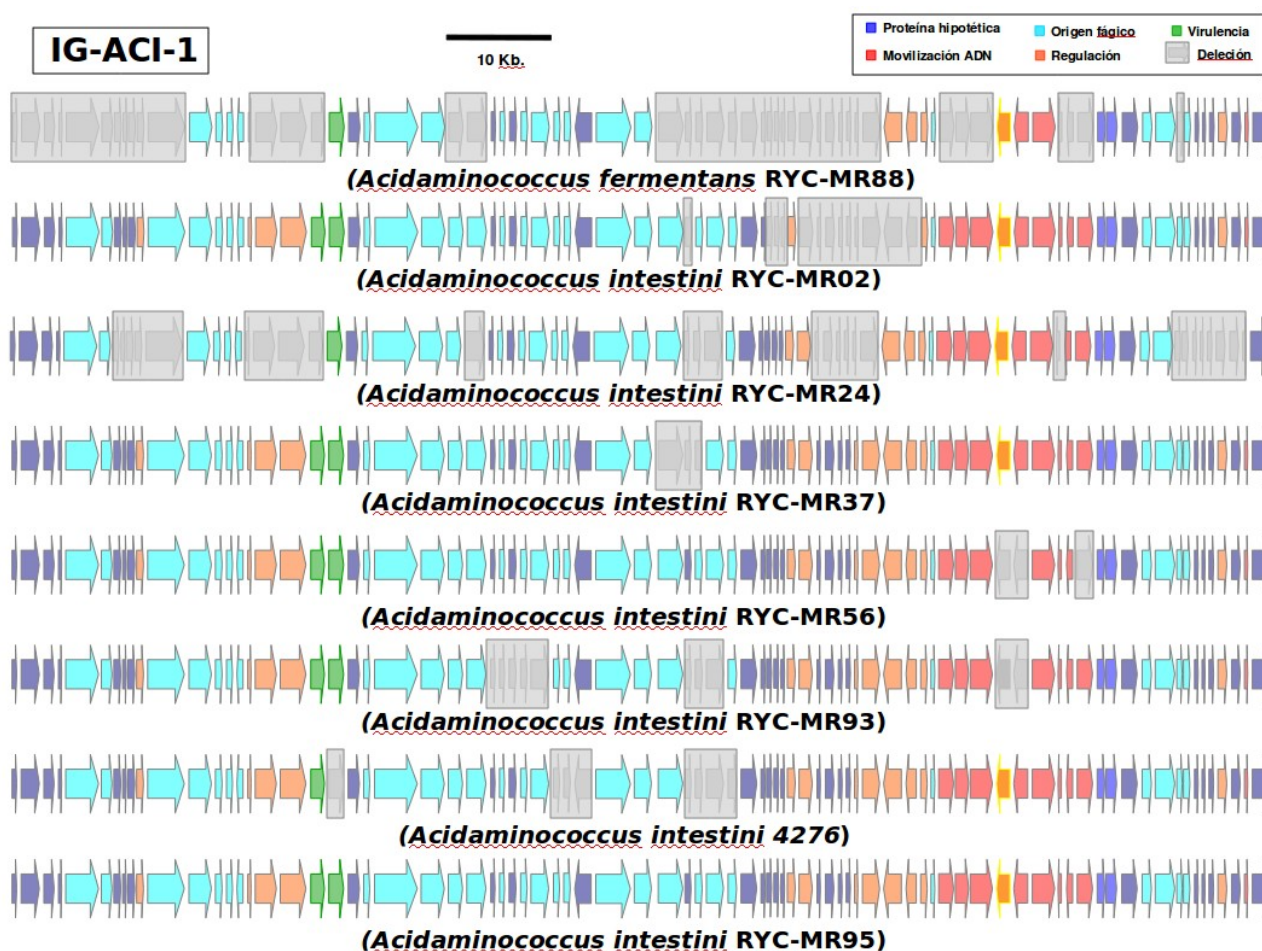 IG-ACI-1
10 Kb.
Proteína hipotética
Origen fágico
Virulencia
Movilización ADN
Regulación
Deleción
(Acidaminococcus fermentans RYC-MR88)
(Acidaminococcus intestini RYC-MR02)
(Acidaminococcus intestini RYC-MR24)
(Acidaminococcus intestini RYC-MR37)
(Acidaminococcus intestini RYC-MR56)
(Acidaminococcus intestini RYC-MR93)
(Acidaminococcus intestini 4276)
(Acidaminococcus intestini RYC-MR95)